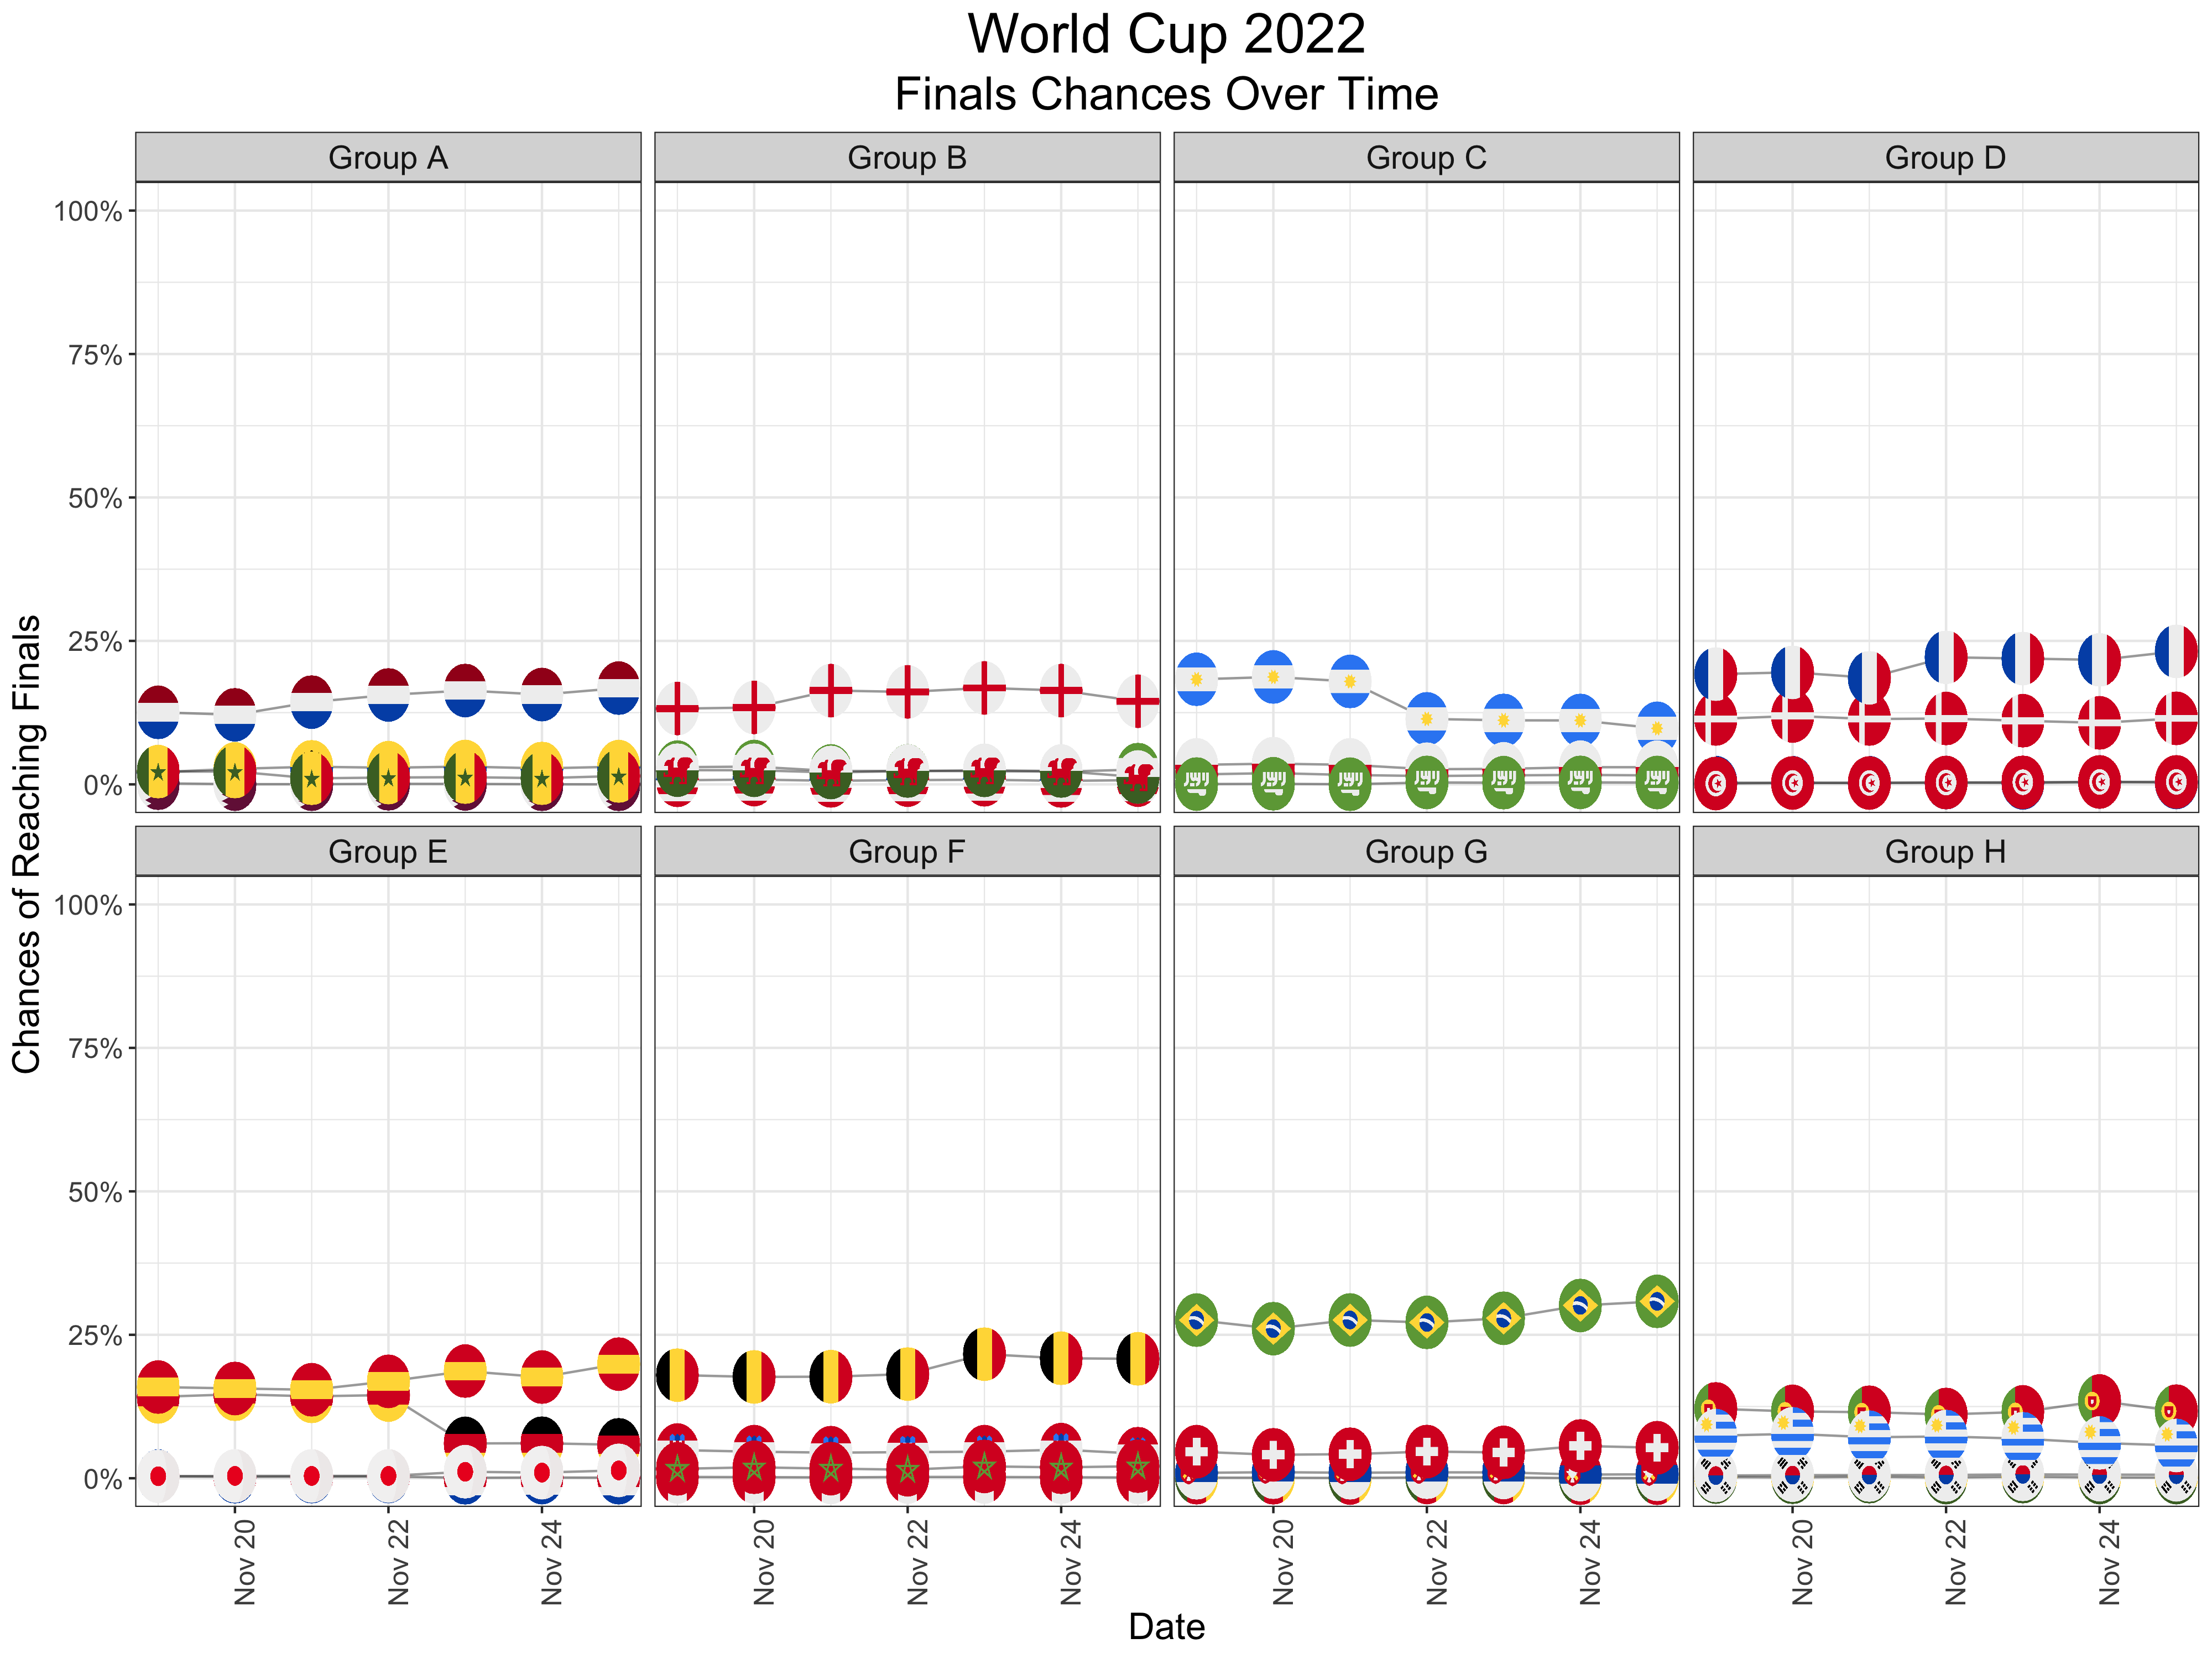 World Cup 2022
Finals Chances Over Time
Group A
Group B
Group C
Group D
100%
75%
50%
25%
0%
Chances of Reaching Finals
Group E
Group F
Group G
Group H
100%
75%
50%
25%
0%
Nov 20
Nov 22
Nov 24
Nov 20
Nov 22
Nov 24
Nov 20
Nov 22
Nov 24
Nov 20
Nov 22
Nov 24
Date